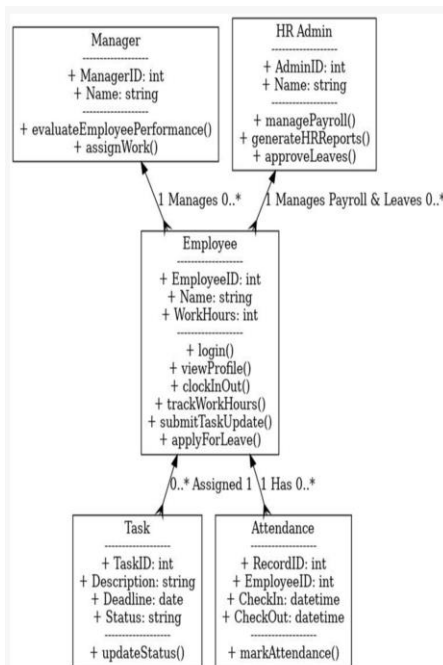 Manager
--------------------
+ ManagerID: int
+ Name: string
--------------------
+ evaluateEmployeePerformance()
+ assignWork()
HR Admin
--------------------
+ AdminID: int
+ Name: string
--------------------
+ managePayroll()
+ generateHRReports()
+ approveLeaves()
1 Manages 0..*
1 Manages Payroll & Leaves 0..*
Employee
--------------------
+ EmployeeID: int
+ Name: string
+ WorkHours: int
--------------------
+ login()
+ viewProfile()
+ clockInOut()
+ trackWorkHours()
+ submitTaskUpdate()
+ applyForLeave()
0..* Assigned 1
1 Has 0..*
Task
--------------------
+ TaskID: int
+ Description: string
+ Deadline: date
+ Status: string
--------------------
+ updateStatus()
Attendance
--------------------
+ RecordID: int
+ EmployeeID: int
+ CheckIn: datetime
+ CheckOut: datetime
--------------------
+ markAttendance()